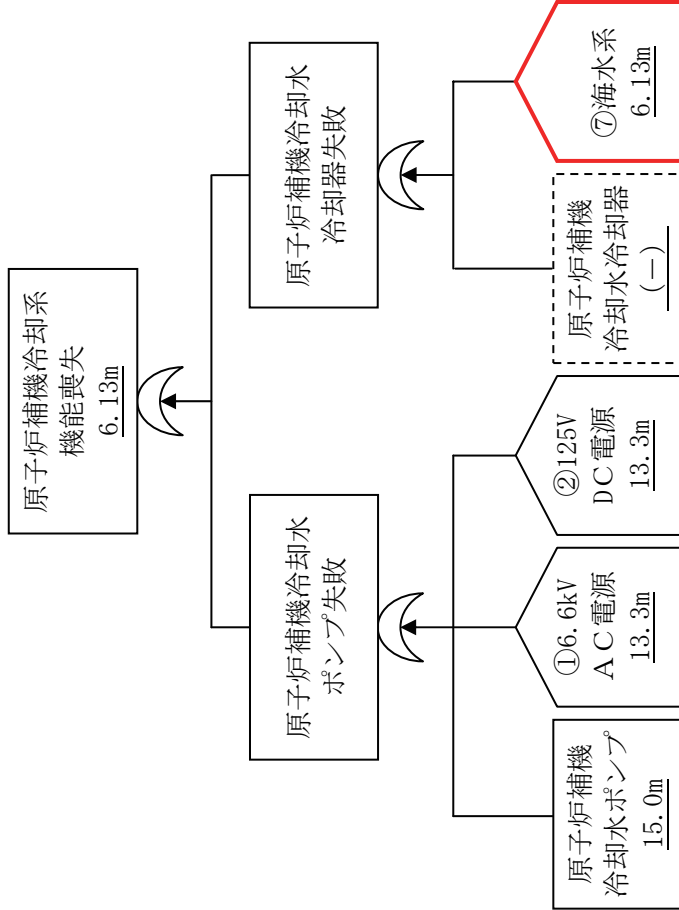 原子炉補機冷却系
機能喪失
6.13m
原子炉補機冷却水
ポンプ失敗
原子炉補機冷却水
冷却器失敗
原子炉補機
冷却水ポンプ
15.0m
①6.6kV
ＡＣ電源
13.3m
②125V
DC電源
13.3m
原子炉補機
冷却水冷却器
(－)
⑦海水系
6.13m